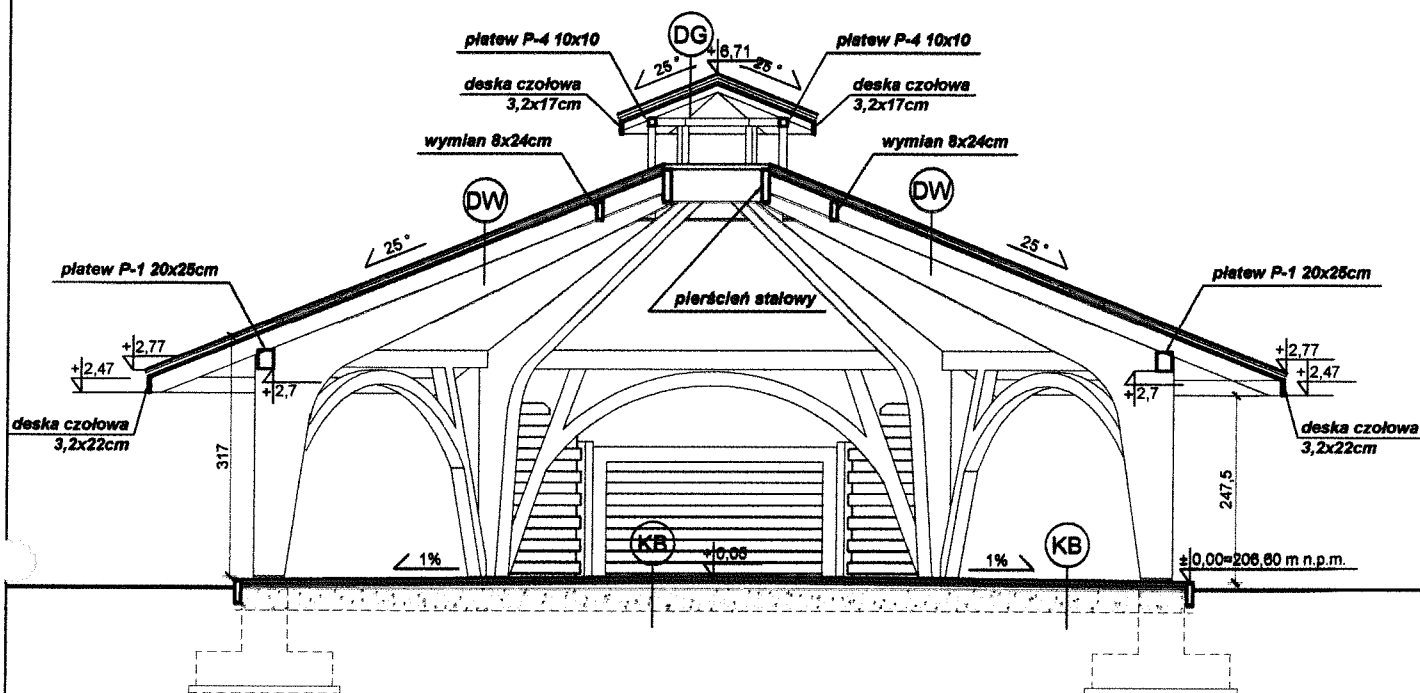 płatew P-4 10x10
DG
+6,71
płatew P-4 10x10
25°
25°
deska czołowa
3,2x17cm
deska czołowa
3,2x17cm
wymian 8x24cm
wymian 8x24cm
DW
DW
25°
25°
płatew P-1 20x25cm
płatew P-1 20x25cm
pierścień stalowy
+2,77
+2,47
+2,7
+2,77
+2,47
+2,7
deska czołowa
3,2x22cm
deska czołowa
3,2x22cm
317
247,5
KB
KB
1%
+0,05
1%
±0,00=206,60 m n.p.m.